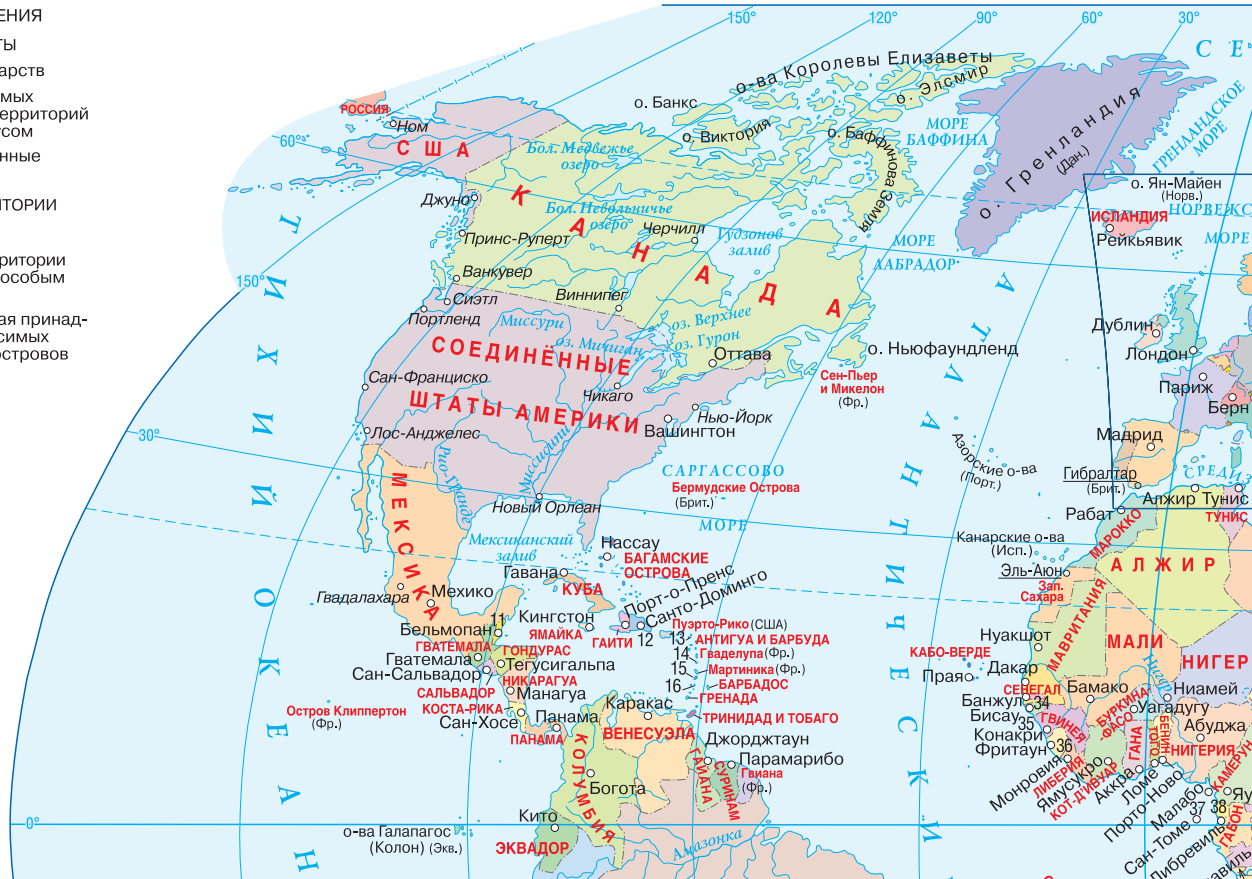 ЕНИЯ
ТЫ
арств
мых
ерриторий
усом
нные
ИТОРИИ
ритории
особым
ая принад-
симых
островов
150°
120°
90°
60°
30°
С Е
о-ва Королевы Елизаветы
о. Элсмир
о. Банкс
о. Виктория
о. Баффинова Земля
МОРЕ
БАФФИНА
о. Гренландия
(Дан.)
ГРЕНЛАНДСКОЕ
МОРЕ
РОССИЯ
Ном
60°
США
Бол. Медвежье
озеро
о. Ян-Майен
(Норв.)
ИСЛАНДИЯ
НОРВЕЖС
Рейкьявик
МОРЕ
Джуно
КАНАДА
Бол. Невольничье
озеро
Черчилл
Гудзонов
залив
МОРЕ
ЛАБРАДОР
Принс-Руперт
Ванкувер
150°
Виннипег
Сиэтл
Портленд
Миссури
оз. Верхнее
оз. Мичиган
оз. Гурон
СОЕДИНЁННЫЕ
ШТАТЫ АМЕРИКИ
Оттава
о. Ньюфаундленд
Дублин
Лондон
Париж
Берн
Сен-Пьер
и Микелон
(Фр.)
Сан-Франциско
Чикаго
Нью-Йорк
Вашингтон
Лос-Анджелес
30°
Мадрид
Азорские о-ва
(Порт.)
Гибралтар
(Брит.)
СРЕДИЗ
Алжир
Тунис
ТУНИС
Рио-Гранде
Миссисипи
САРГАССОВО
МОРЕ
Бермудские Острова
(Брит.)
Новый Орлеан
МЕКСИКА
Рабат
МАРОККО
Мексиканский
залив
Нассау
БАГАМСКИЕ
ОСТРОВА
Канарские о-ва
(Исп.)
Гавана
КУБА
Эль-Аюн
Зап.
Сахара
АЛЖИР
Гвадалахара
Мехико
Порт-о-Пренс
Санто-Доминго
Кингстон
ЯМАЙКА
ГАИТИ
12
11
Бельмопан
Пуэрто-Рико (США)
13
АНТИГУА И БАРБУДА
14
Гваделупа (Фр.)
15
Мартиника (Фр.)
16
БАРБАДОС
ГРЕНАДА
ТРИНИДАД И ТОБАГО
ГВАТЕМАЛА
ГОНДУРАС
Гватемала
Тегусигальпа
Сан-Сальвадор
НИКАРАГУА
САЛЬВАДОР
Манагуа
КОСТА-РИКА
Сан-Хосе
Панама
ПАНАМА
Остров Клиппертон
(Фр.)
Каракас
ВЕНЕСУЭЛА
Джорджтаун
Парамарибо
Гвиана
(Фр.)
ГАЙАНА
СУРИНАМ
КОЛУМБИЯ
Богота
Кито
ЭКВАДОР
о-ва Галапагос
(Колон) (Экв.)
0°
Амазонка
ТИХИЙ ОКЕАН
АТЛАНТИЧЕСКИ
Нуакшот
МАВРИТАНИЯ
МАЛИ
НИГЕР
Нигер
КАБО-ВЕРДЕ
Прая
Дакар
СЕНЕГАЛ
Банжул
34
Бисау
35
Бамако
БУРКИНА-
ФАСО
Ниамей
Уагадугу
Конакри
ГВИНЕЯ
Фритаун
36
Абуджа
НИГЕРИЯ
БЕНИН
ТОГО
ГАНА
Монровия
ЛИБЕРИЯ
Ямусукро
КОТ-Д'ИВУАР
Аккра
Ломе
Порто-Ново
КАМЕРУН
Малабо
37
38
Яу
Сан-Томе
Либревиль
ГАБОН